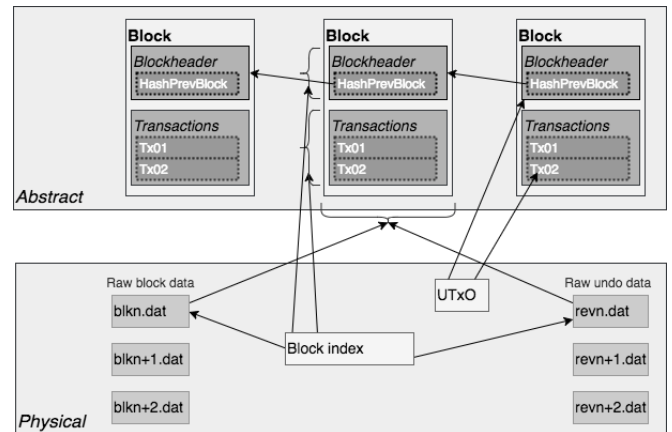 Block
Blockheader
HashPrevBlock
Transactions
Tx01
Tx02
Block
Blockheader
HashPrevBlock
Transactions
Tx01
Tx02
Block
Blockheader
HashPrevBlock
Transactions
Tx01
Tx02
Abstract
Raw block data
blkn.dat
blkn+1.dat
blkn+2.dat
Block index
UTxO
Raw undo data
revn.dat
revn+1.dat
revn+2.dat
Physical